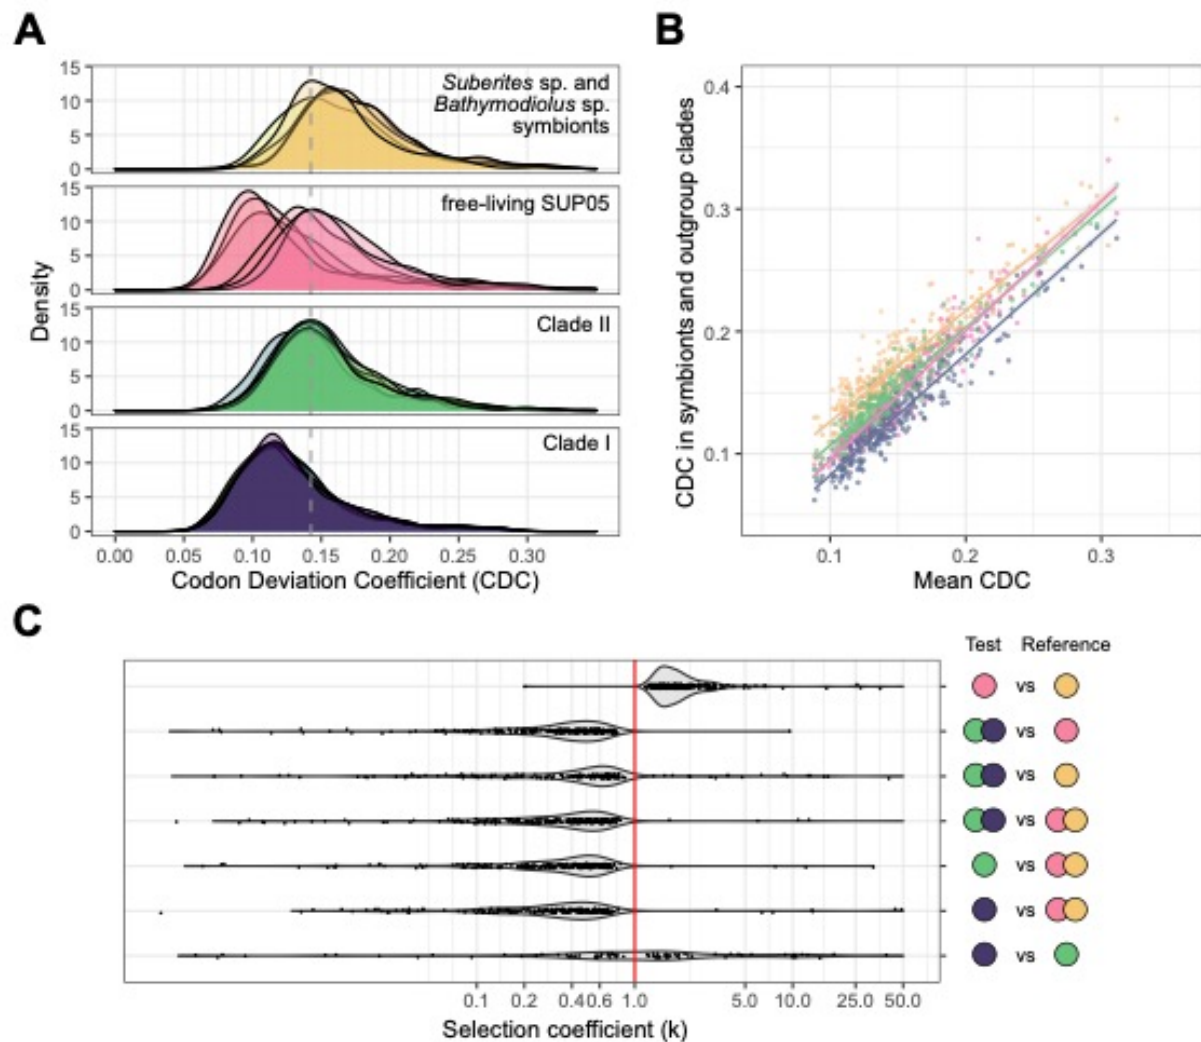 A
B
15
10
5
0
Suberites sp. and
Bathymodiolus sp.
symbionts
15
10
5
0
free-living SUP05
15
10
5
0
Clade II
15
10
5
0
Clade I
Density
0.00 0.05 0.10 0.15 0.20 0.25 0.30
Codon Deviation Coefficient (CDC)
0.4
0.3
0.2
0.1
CDC in symbionts and outgroup clades
0.1 0.2 0.3
Mean CDC
C
Test Reference
vs
vs
vs
vs
vs
vs
vs
0.1 0.2 0.4 0.6 1.0 5.0 10.0 25.0 50.0
Selection coefficient (k)